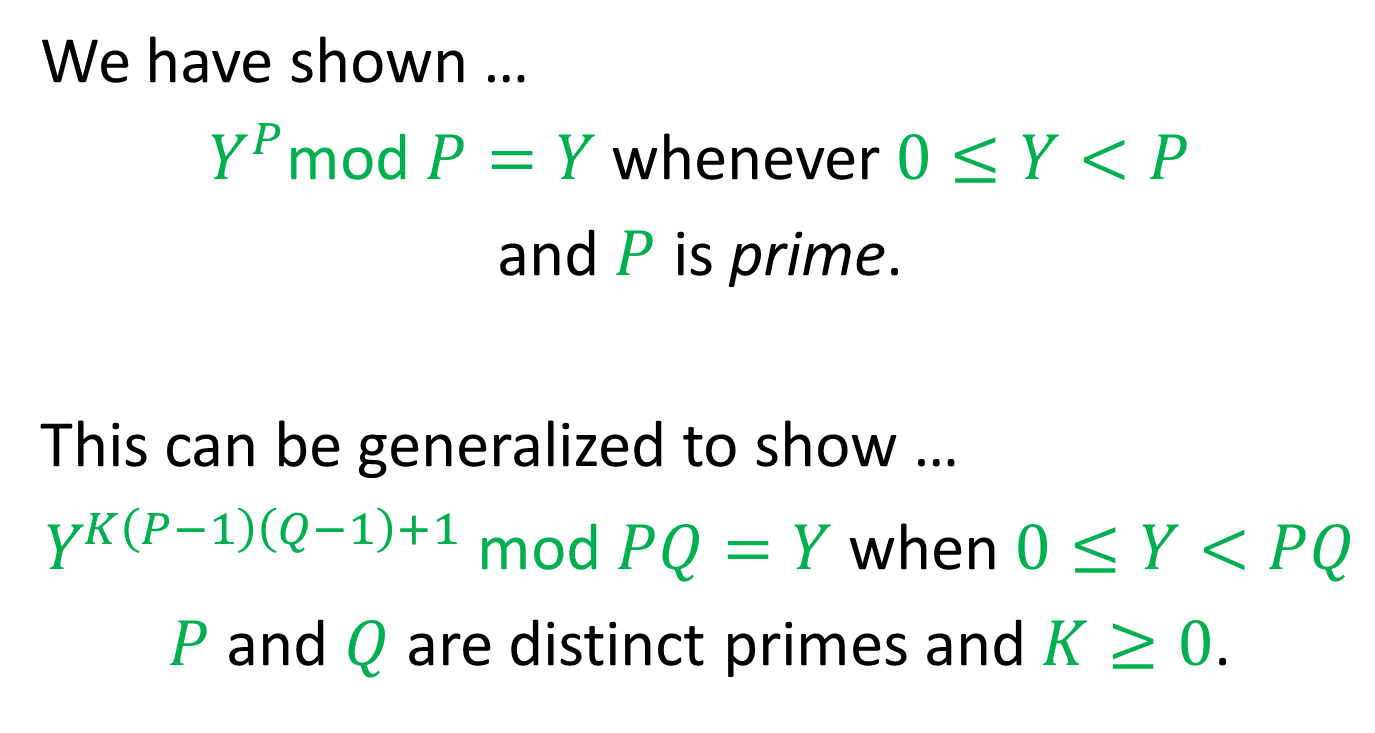 We have shown …
Y^P mod P = Y whenever 0 ≤ Y < P
and P is prime.
This can be generalized to show …
Y^{K(P−1)(Q−1)+1} mod PQ = Y when 0 ≤ Y < PQ
P and Q are distinct primes and K ≥ 0.